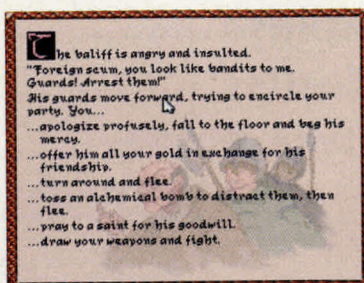 The baliff is angry and insulted.
"Foreign scum, you look like bandits to me.
Guards! Arrest them!"
His guards move forward, trying to encircle your
party. You...
...apologize profusely, fall to the floor and beg his
mercy.
...offer him all your gold in exchange for his
friendship.
...turn around and flee.
...toss an alchemical bomb to distract them, then
flee.
...pray to a saint for his goodwill.
...draw your weapons and fight.